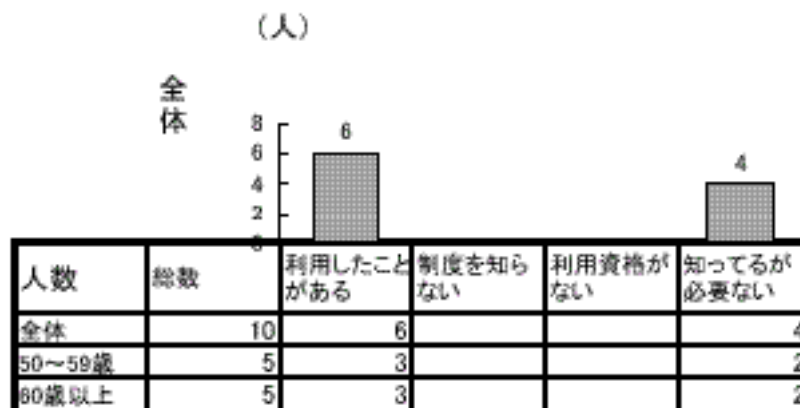 (人)
全体
8
6
4
2
0
6
4
人数 総数 利用したことがある 制度を知らない 利用資格がない 知ってるが必要ない
全体 10 6 4
50～59歳 5 3 2
60歳以上 5 3 2